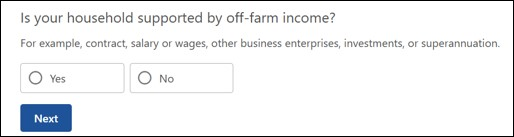 Is your household supported by off-farm income?
For example, contract, salary or wages, other business enterprises, investments, or superannuation.
Yes No
Next